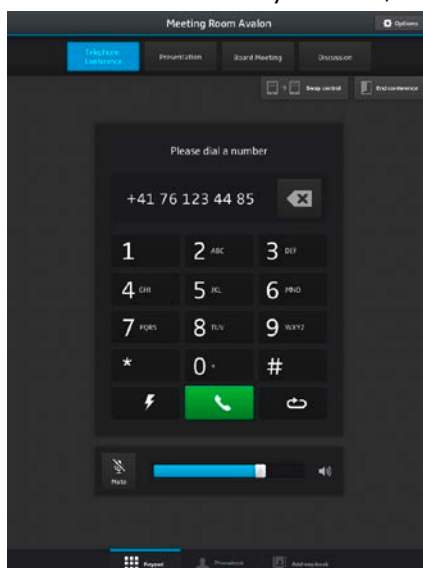 Meeting Room Avalon
Options
Telephone
Conference
Presentation
Board Meeting
Discussion
Swap control
End conference
Please dial a number
+41 76 123 44 85
1
2 ABC
3 DEF
4 GHI
5 JKL
6 MNO
7 PQRS
8 TUV
9 WXYZ
*
0 +
#
Mute
Keypad
Address book